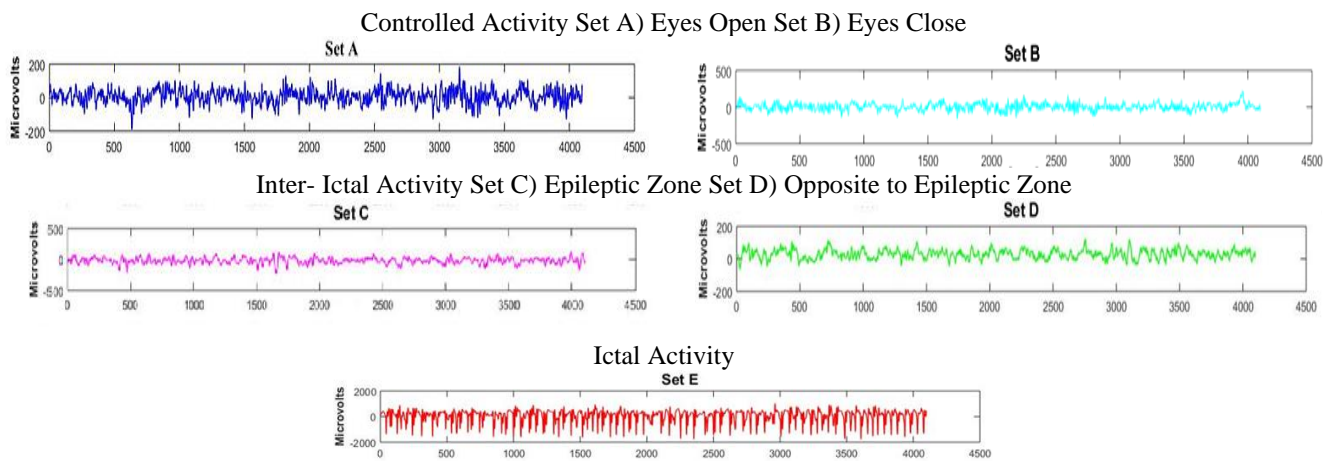 Controlled Activity Set A) Eyes Open Set B) Eyes Close
Set A
Microvolts
200
0
-200
0 500 1000 1500 2000 2500 3000 3500 4000 4500
Set B
Microvolts
500
0
-500
0 500 1000 1500 2000 2500 3000 3500 4000 4500
Inter- Ictal Activity Set C) Epileptic Zone Set D) Opposite to Epileptic Zone
Set C
Microvolts
500
0
-500
0 500 1000 1500 2000 2500 3000 3500 4000 4500
Set D
Microvolts
200
0
-200
0 500 1000 1500 2000 2500 3000 3500 4000 4500
Ictal Activity
Set E
Microvolts
2000
0
-2000
0 500 1000 1500 2000 2500 3000 3500 4000 4500